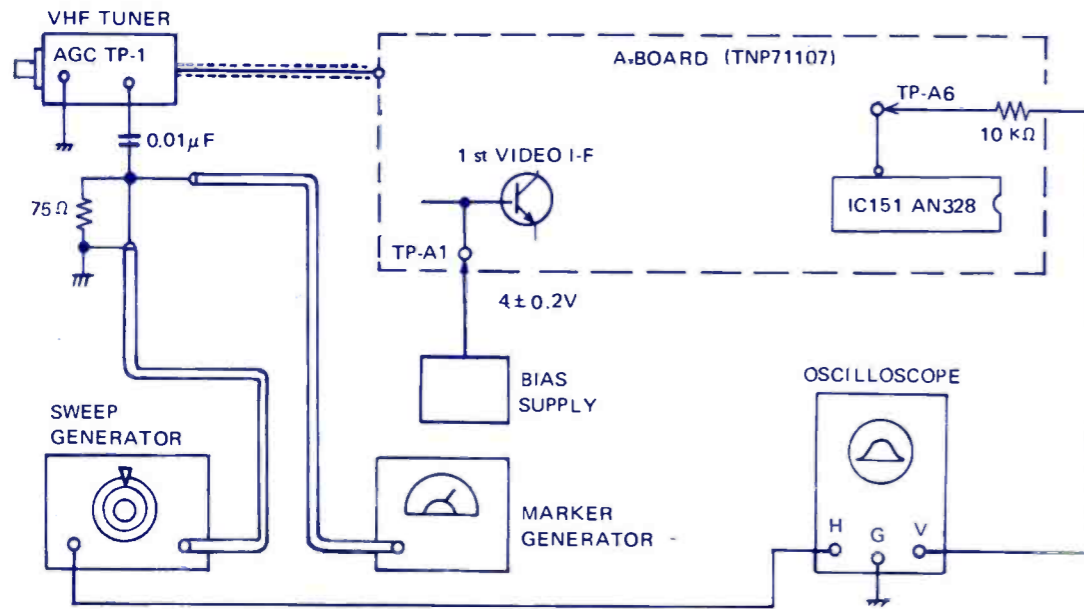 VHF TUNER
AGC TP-1
0.01μF
75Ω
A-BOARD (TNP71107)
TP-A6
10 KΩ
1 st VIDEO I-F
IC151 AN328
TP-A1
4±0.2V
BIAS
SUPPLY
OSCILLOSCOPE
H G V
SWEEP
GENERATOR
MARKER
GENERATOR